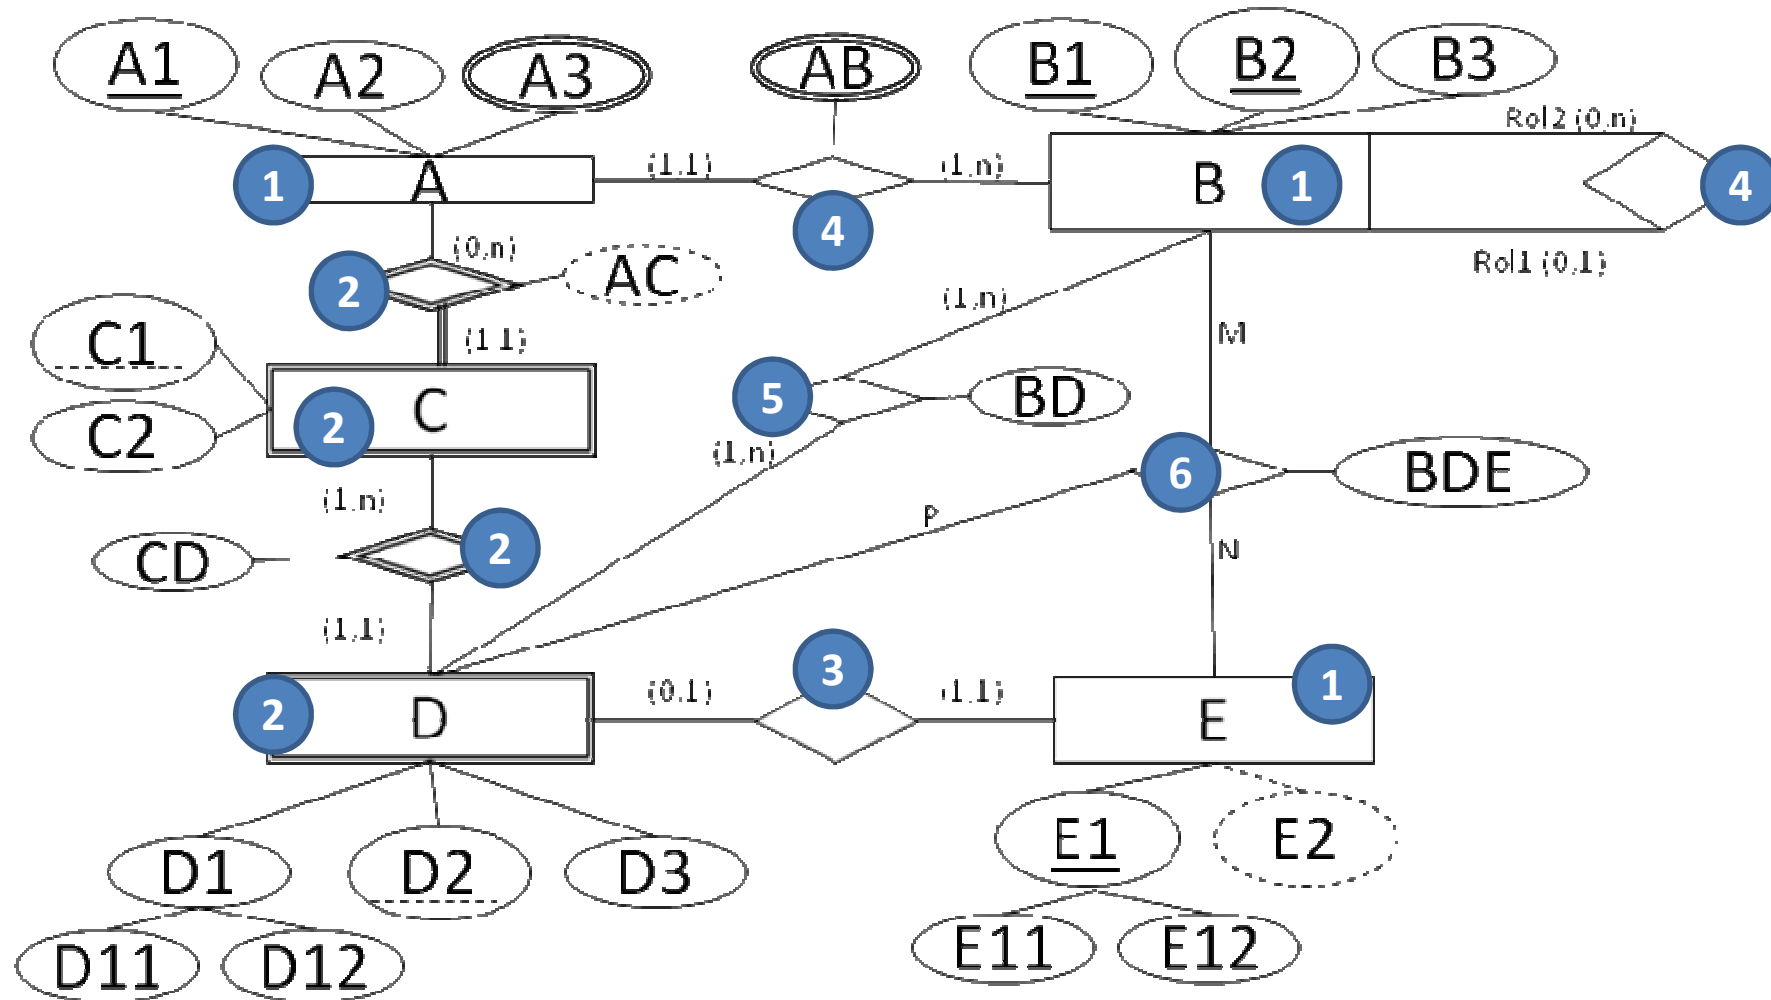 A1
A2
A3
AB
B1
B2
B3
Rol2 (0,n)
A
1
(1,1)
4
(1,n)
B
1
4
Rol1 (0,1)
(0,n)
2
AC
(1,1)
C1
C2
C
2
(1,n)
M
5
BD
(1,n)
6
BDE
(1,n)
P
N
CD
2
(1,1)
D
2
(0,1)
3
(1,1)
E
1
D1
D2
D3
D11
D12
E1
E2
E11
E12